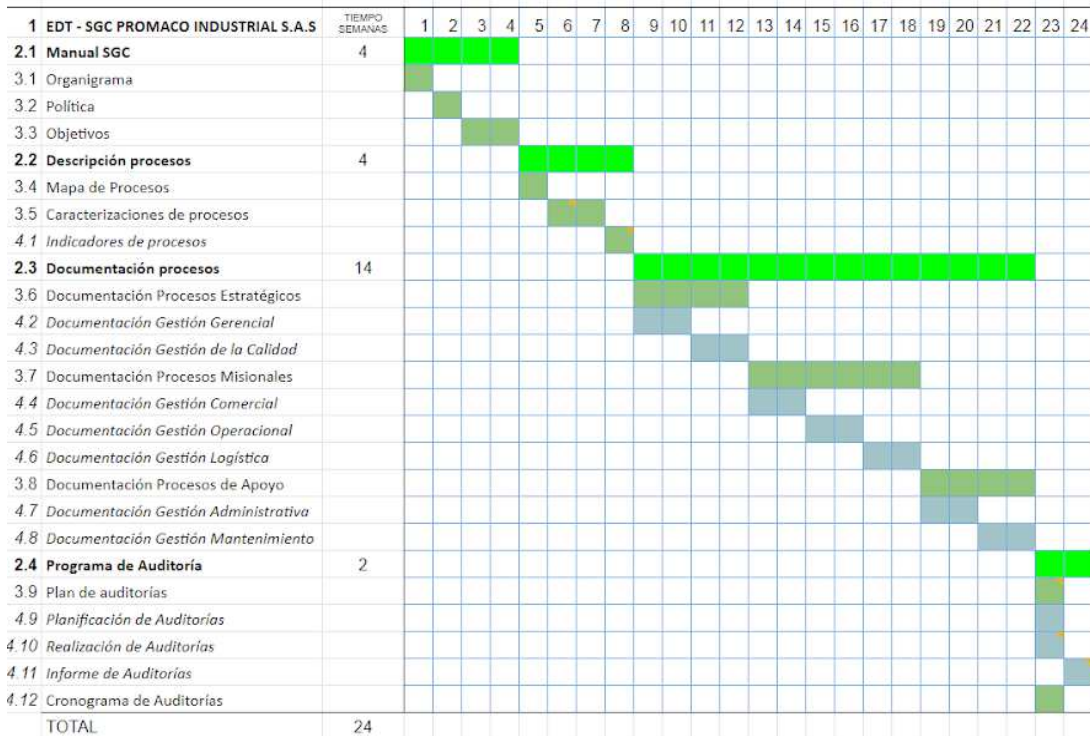 1 EDT - SGC PROMACO INDUSTRIAL S.A.S TIEMPO SEMANAS 1 2 3 4 5 6 7 8 9 10 11 12 13 14 15 16 17 18 19 20 21 22 23 24
2.1 Manual SGC 4
3.1 Organigrama
3.2 Política
3.3 Objetivos
2.2 Descripción procesos 4
3.4 Mapa de Procesos
3.5 Caracterizaciones de procesos
4.1 Indicadores de procesos
2.3 Documentación procesos 14
3.6 Documentación Procesos Estratégicos
4.2 Documentación Gestión Gerencial
4.3 Documentación Gestión de la Calidad
3.7 Documentación Procesos Misionales
4.4 Documentación Gestión Comercial
4.5 Documentación Gestión Operacional
4.6 Documentación Gestión Logística
3.8 Documentación Procesos de Apoyo
4.7 Documentación Gestión Administrativa
4.8 Documentación Gestión Mantenimiento
2.4 Programa de Auditoría 2
3.9 Plan de auditorías
4.9 Planificación de Auditorías
4.10 Realización de Auditorías
4.11 Informe de Auditorías
4.12 Cronograma de Auditorías
TOTAL 24